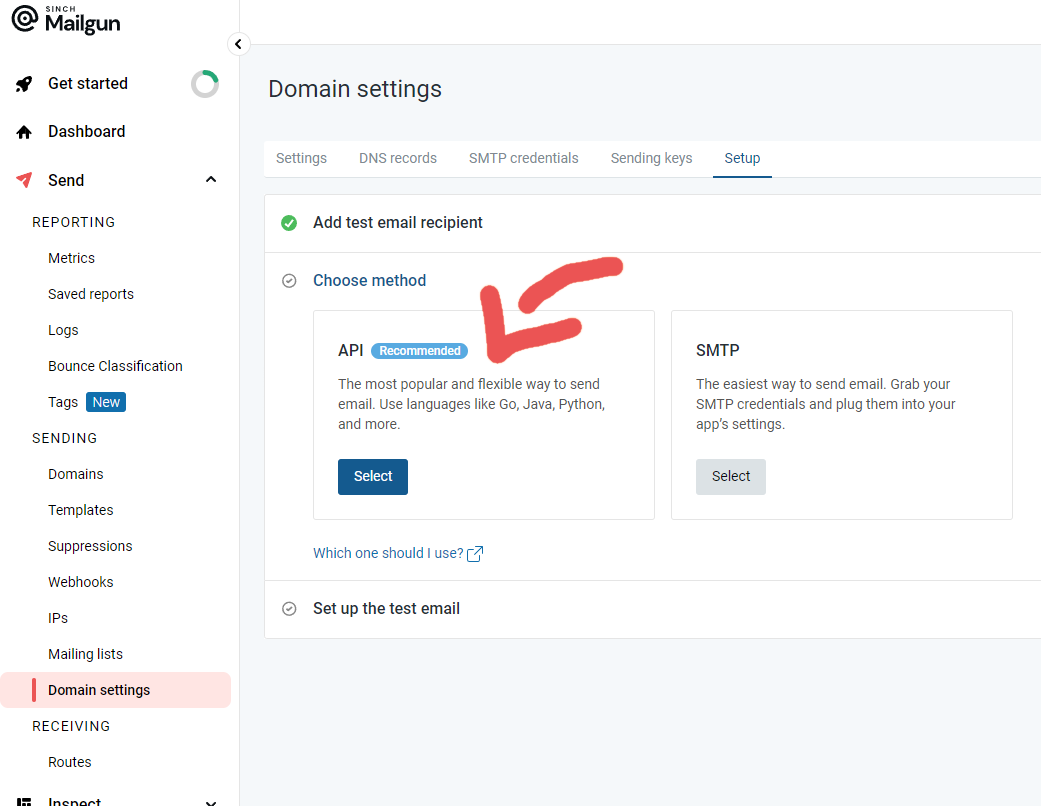 SINCH
Mailgun
Get started
Dashboard
Send
REPORTING
Metrics
Saved reports
Logs
Bounce Classification
Tags New
SENDING
Domains
Templates
Suppressions
Webhooks
IPs
Mailing lists
Domain settings
RECEIVING
Routes
Inspect
Domain settings
Settings DNS records SMTP credentials Sending keys Setup
Add test email recipient
Choose method
API Recommended
The most popular and flexible way to send
email. Use languages like Go, Java, Python,
and more.
Select
SMTP
The easiest way to send email. Grab your
SMTP credentials and plug them into your
app's settings.
Select
Which one should I use?
Set up the test email